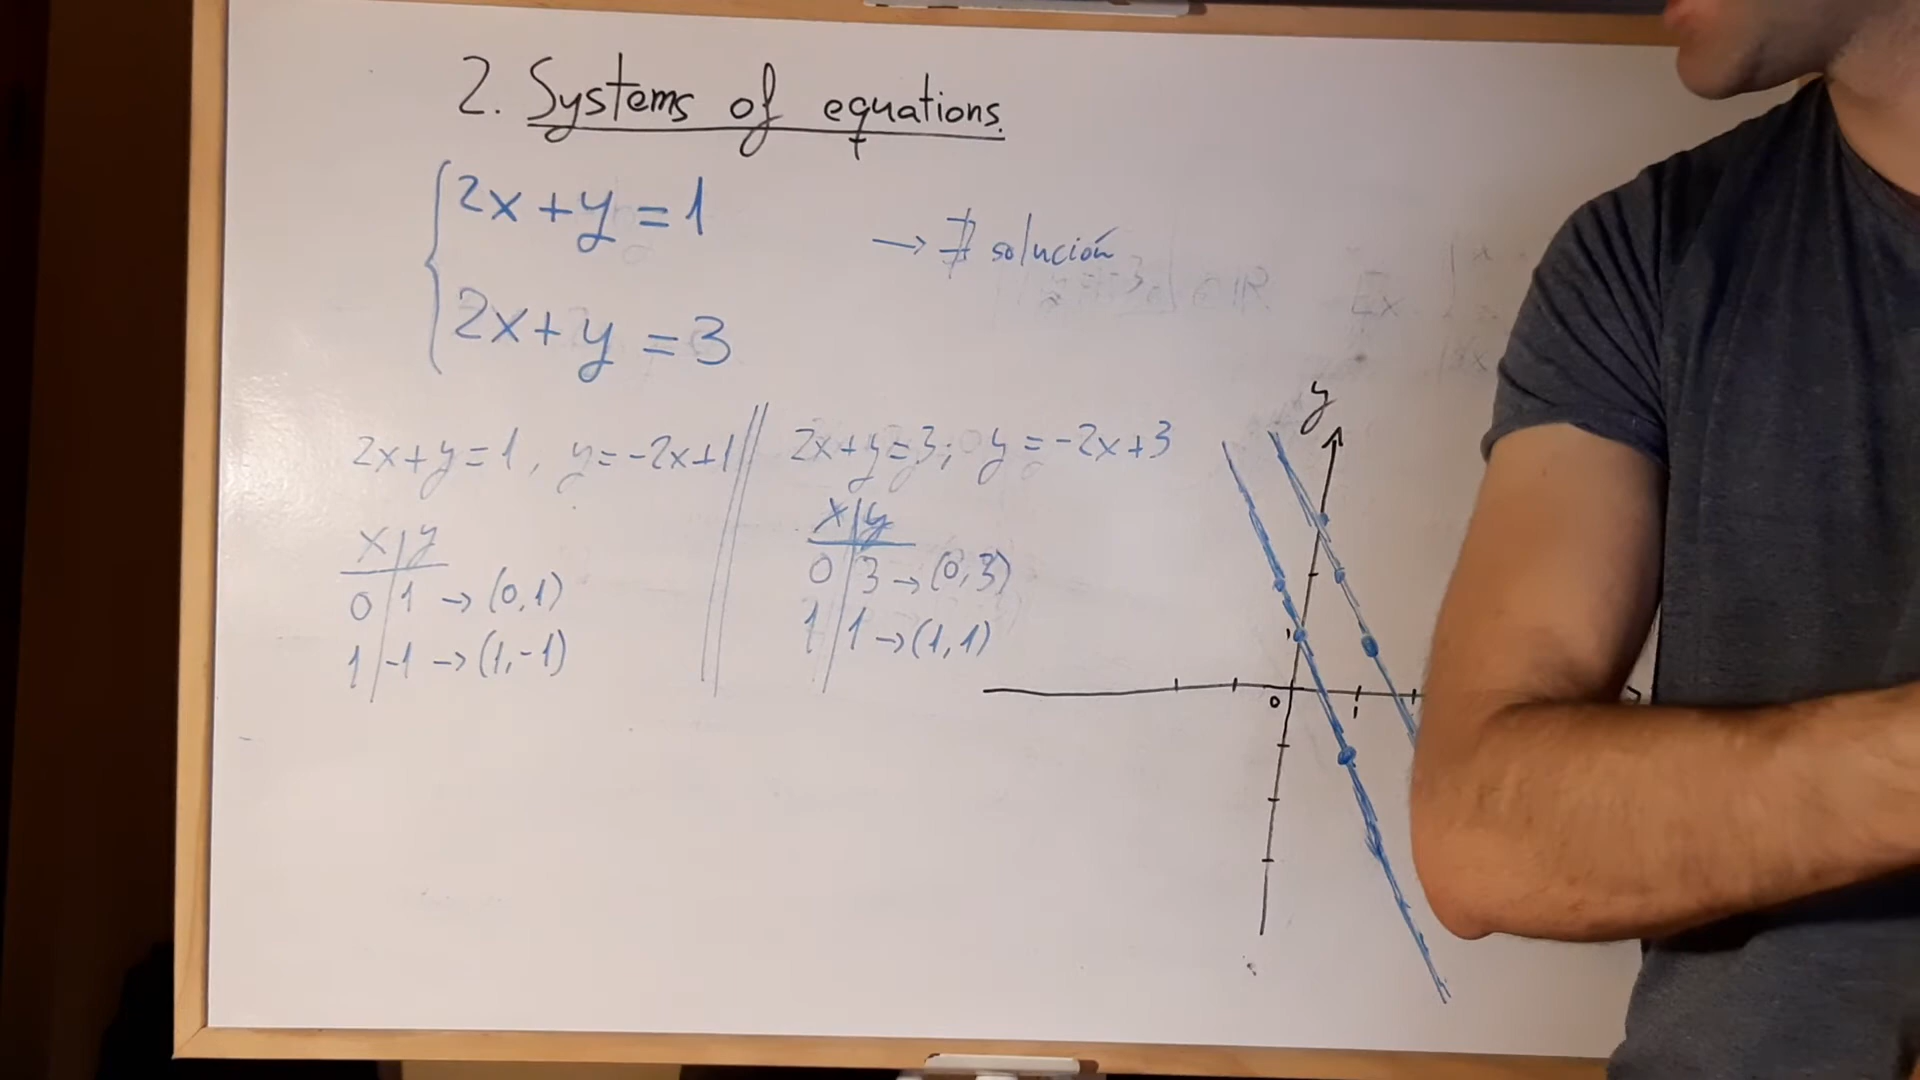 2. Systems of equations.
2x+y=1
→ ∄ solución
2x+y=3
2x+y=1, y=-2x+1
x|y
0|1 → (0,1)
1|-1 → (1,-1)
2x+y=3; y=-2x+3
x|y
0|3 → (0,3)
1|1 → (1,1)
y
1
0
1